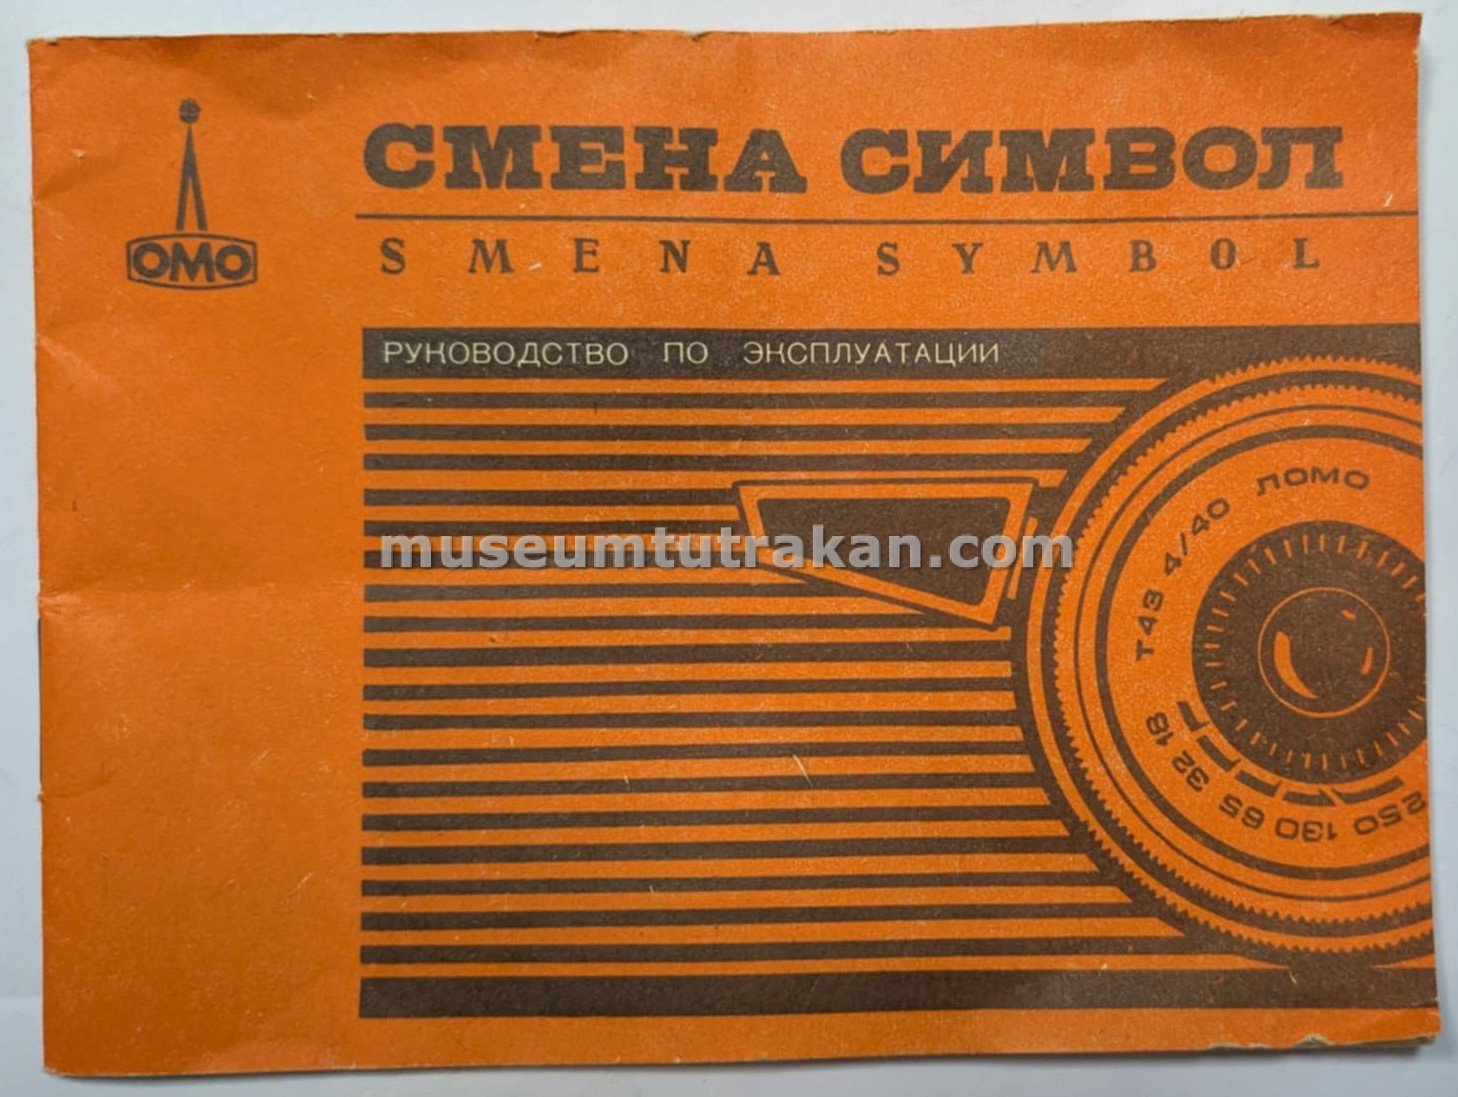 СМЕНА СИМВОЛ
ОМО
SMENA SYMBOL
РУКОВОДСТВО ПО ЭКСПЛУАТАЦИИ
museumtutrakan.com
Т43 4/40 ЛОМО
250 130 65 32 18